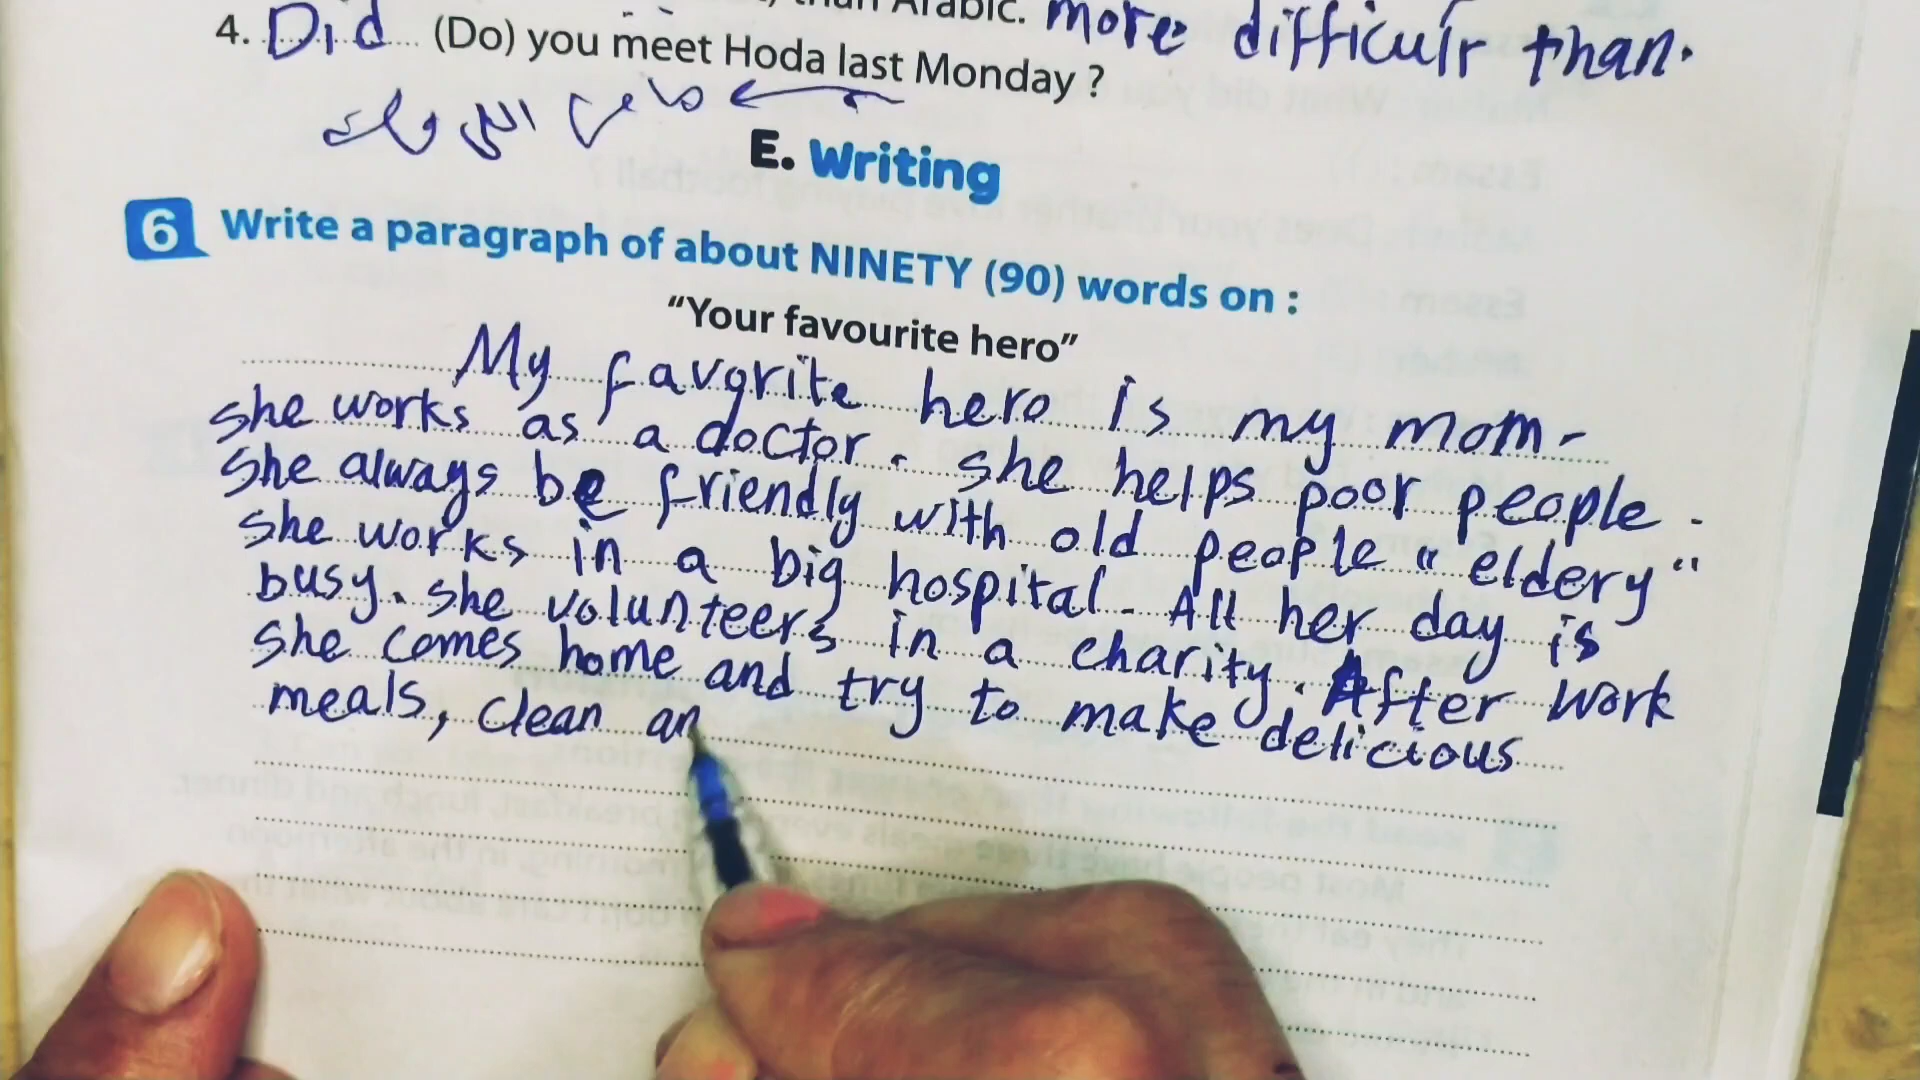 than Arabic. more difficult than.
4. Did (Do) you meet Hoda last Monday ?
E. Writing
6 Write a paragraph of about NINETY (90) words on :
"Your favourite hero"
My favorite hero is my mom-
she works as a doctor. she helps poor people.
She always be friendly with old people "eldery"
she works in a big hospital. All her day is
busy. she volunteers in a charity. After work
she comes home and try to make delicious
meals, clean an